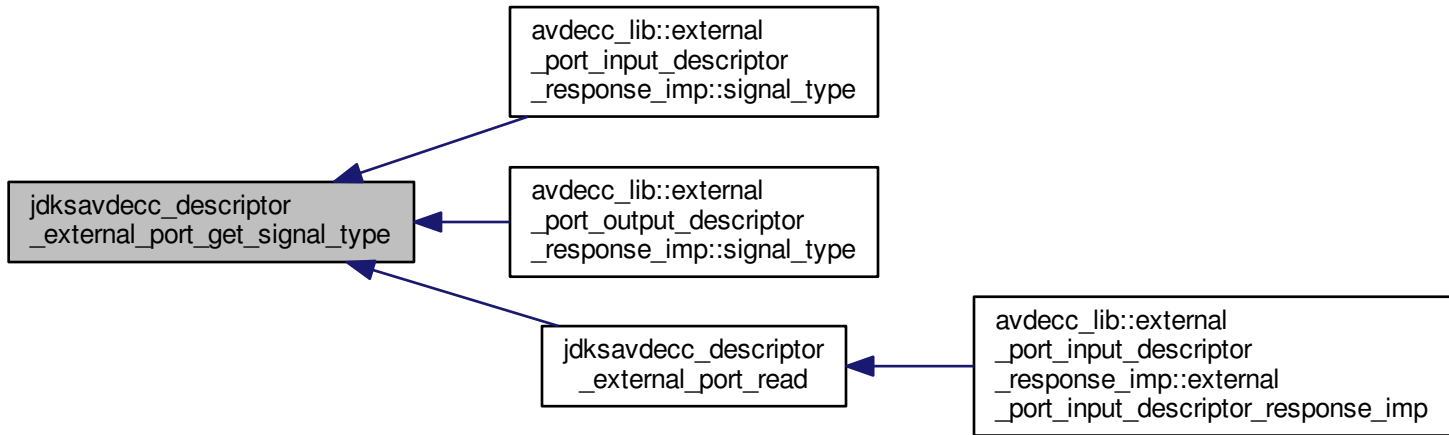 avdecc_lib::external
_port_input_descriptor
_response_imp::signal_type
jdksavdecc_descriptor
_external_port_get_signal_type
avdecc_lib::external
_port_output_descriptor
_response_imp::signal_type
jdksavdecc_descriptor
_external_port_read
avdecc_lib::external
_port_input_descriptor
_response_imp::external
_port_input_descriptor_response_imp